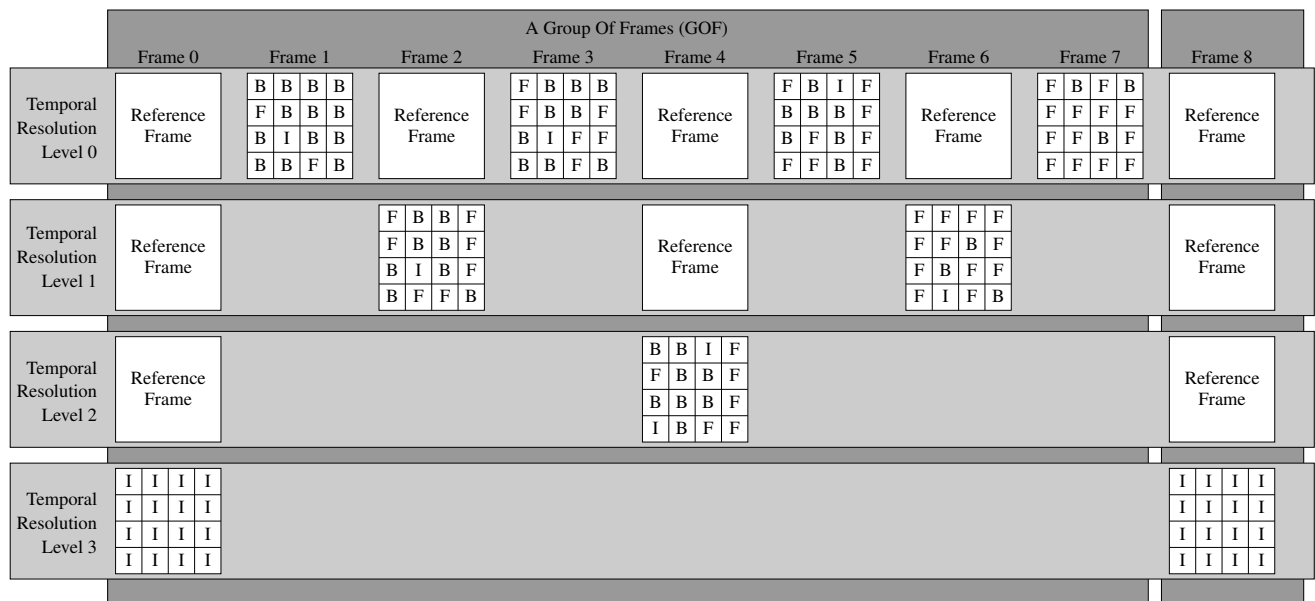 A Group Of Frames (GOF)
Frame 0 Frame 1 Frame 2 Frame 3 Frame 4 Frame 5 Frame 6 Frame 7 Frame 8
Temporal Resolution Level 0
Reference Frame
B B B B
F B B B
B I B B
B B F B
Reference Frame
F B B B
F B B F
B I F F
B B F B
Reference Frame
F B I F
B B B F
B F B F
F F B F
Reference Frame
F B F B
F F F F
F F B F
F F F F
Reference Frame
Temporal Resolution Level 1
Reference Frame
F B B F
F B B F
B I B F
B F F B
Reference Frame
F F F F
F F B F
F B F F
F I F B
Reference Frame
Temporal Resolution Level 2
Reference Frame
B B I F
F B B F
B B B F
I B F F
Reference Frame
Temporal Resolution Level 3
I I I I
I I I I
I I I I
I I I I
I I I I
I I I I
I I I I
I I I I